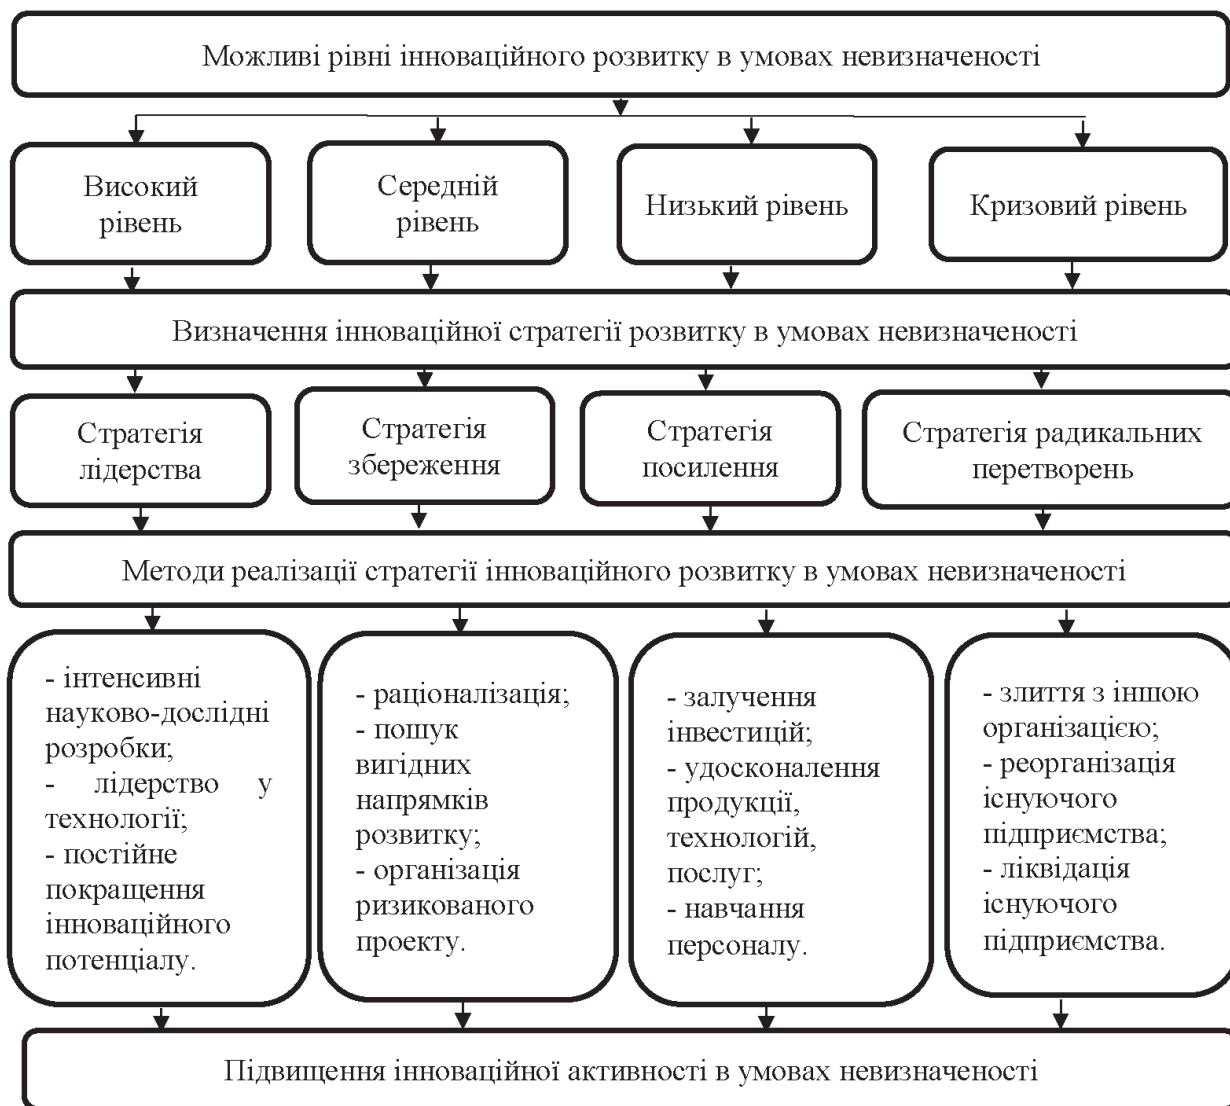 Можливі рівні інноваційного розвитку в умовах невизначеності
Високий
рівень
Середній
рівень
Низький рівень
Кризовий рівень
Визначення інноваційної стратегії розвитку в умовах невизначеності
Стратегія
лідерства
Стратегія
збереження
Стратегія
посилення
Стратегія радикальних
перетворень
Методи реалізації стратегії інноваційного розвитку в умовах невизначеності
- інтенсивні
науково-дослідні
розробки;
- лідерство у
технології;
- постійне
покращення
інноваційного
потенціалу.
- раціоналізація;
- пошук
вигідних
напрямків
розвитку;
- організація
ризикованого
проекту.
- залучення
інвестицій;
- удосконалення
продукції,
технологій,
послуг;
- навчання
персоналу.
- злиття з іншою
організацією;
- реорганізація
існуючого
підприємства;
- ліквідація
існуючого
підприємства.
Підвищення інноваційної активності в умовах невизначеності